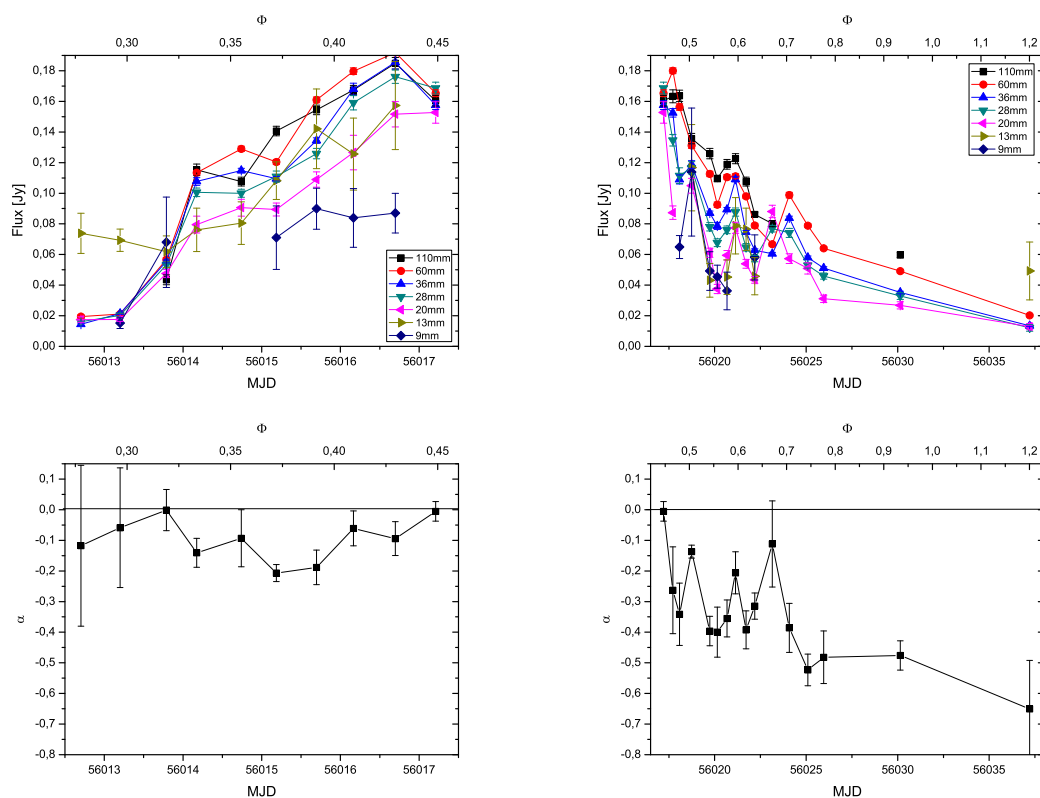 Φ
0,30 0,35 0,40 0,45
0,18
0,16
0,14
0,12
0,10
0,08
0,06
0,04
0,02
0,00
Flux [Jy]
110mm
60mm
36mm
28mm
20mm
13mm
9mm
56013 56014 56015 56016 56017
MJD
Φ
0,5 0,6 0,7 0,8 0,9 1,0 1,1 1,2
0,18
0,16
0,14
0,12
0,10
0,08
0,06
0,04
0,02
0,00
Flux [Jy]
110mm
60mm
36mm
28mm
20mm
13mm
9mm
56020 56025 56030 56035
MJD
Φ
0,30 0,35 0,40 0,45
0,1
0,0
-0,1
-0,2
-0,3
-0,4
-0,5
-0,6
-0,7
-0,8
α
56013 56014 56015 56016 56017
MJD
Φ
0,5 0,6 0,7 0,8 0,9 1,0 1,1 1,2
0,1
0,0
-0,1
-0,2
-0,3
-0,4
-0,5
-0,6
-0,7
-0,8
α
56020 56025 56030 56035
MJD